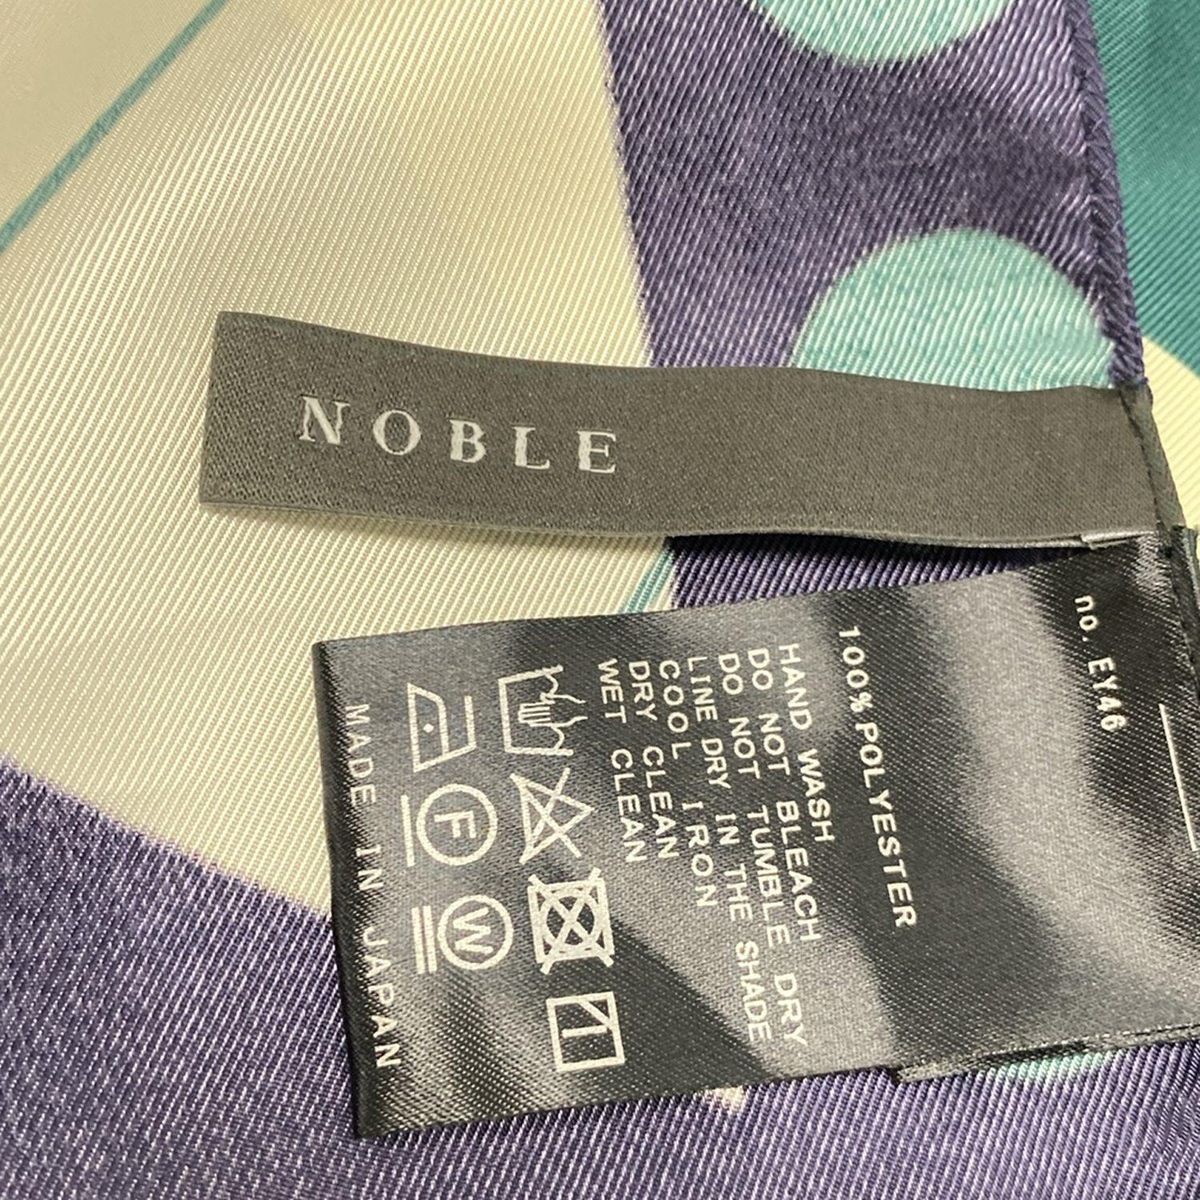 NOBLE
no. EY46
100% POLYESTER
HAND WASH
DO NOT BLEACH
DO NOT TUMBLE DRY
LINE DRY IN THE SHADE
COOL IRON
DRY CLEAN
WET CLEAN
F
W
MADE IN JAPAN